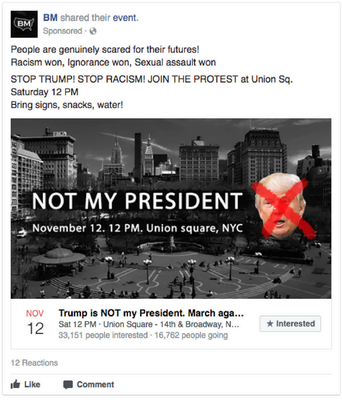 BM shared their event.
Sponsored ·
People are genuinely scared for their futures!
Racism won, Ignorance won, Sexual assault won
STOP TRUMP! STOP RACISM! JOIN THE PROTEST at Union Sq.
Saturday 12 PM
Bring signs, snacks, water!
NOT MY PRESIDENT
November 12. 12 PM. Union square, NYC
NOV
12
Trump is NOT my President. March aga...
Sat 12 PM · Union Square - 14th & Broadway, N...
33,151 people interested · 16,762 people going
★ Interested
12 Reactions
Like
Comment